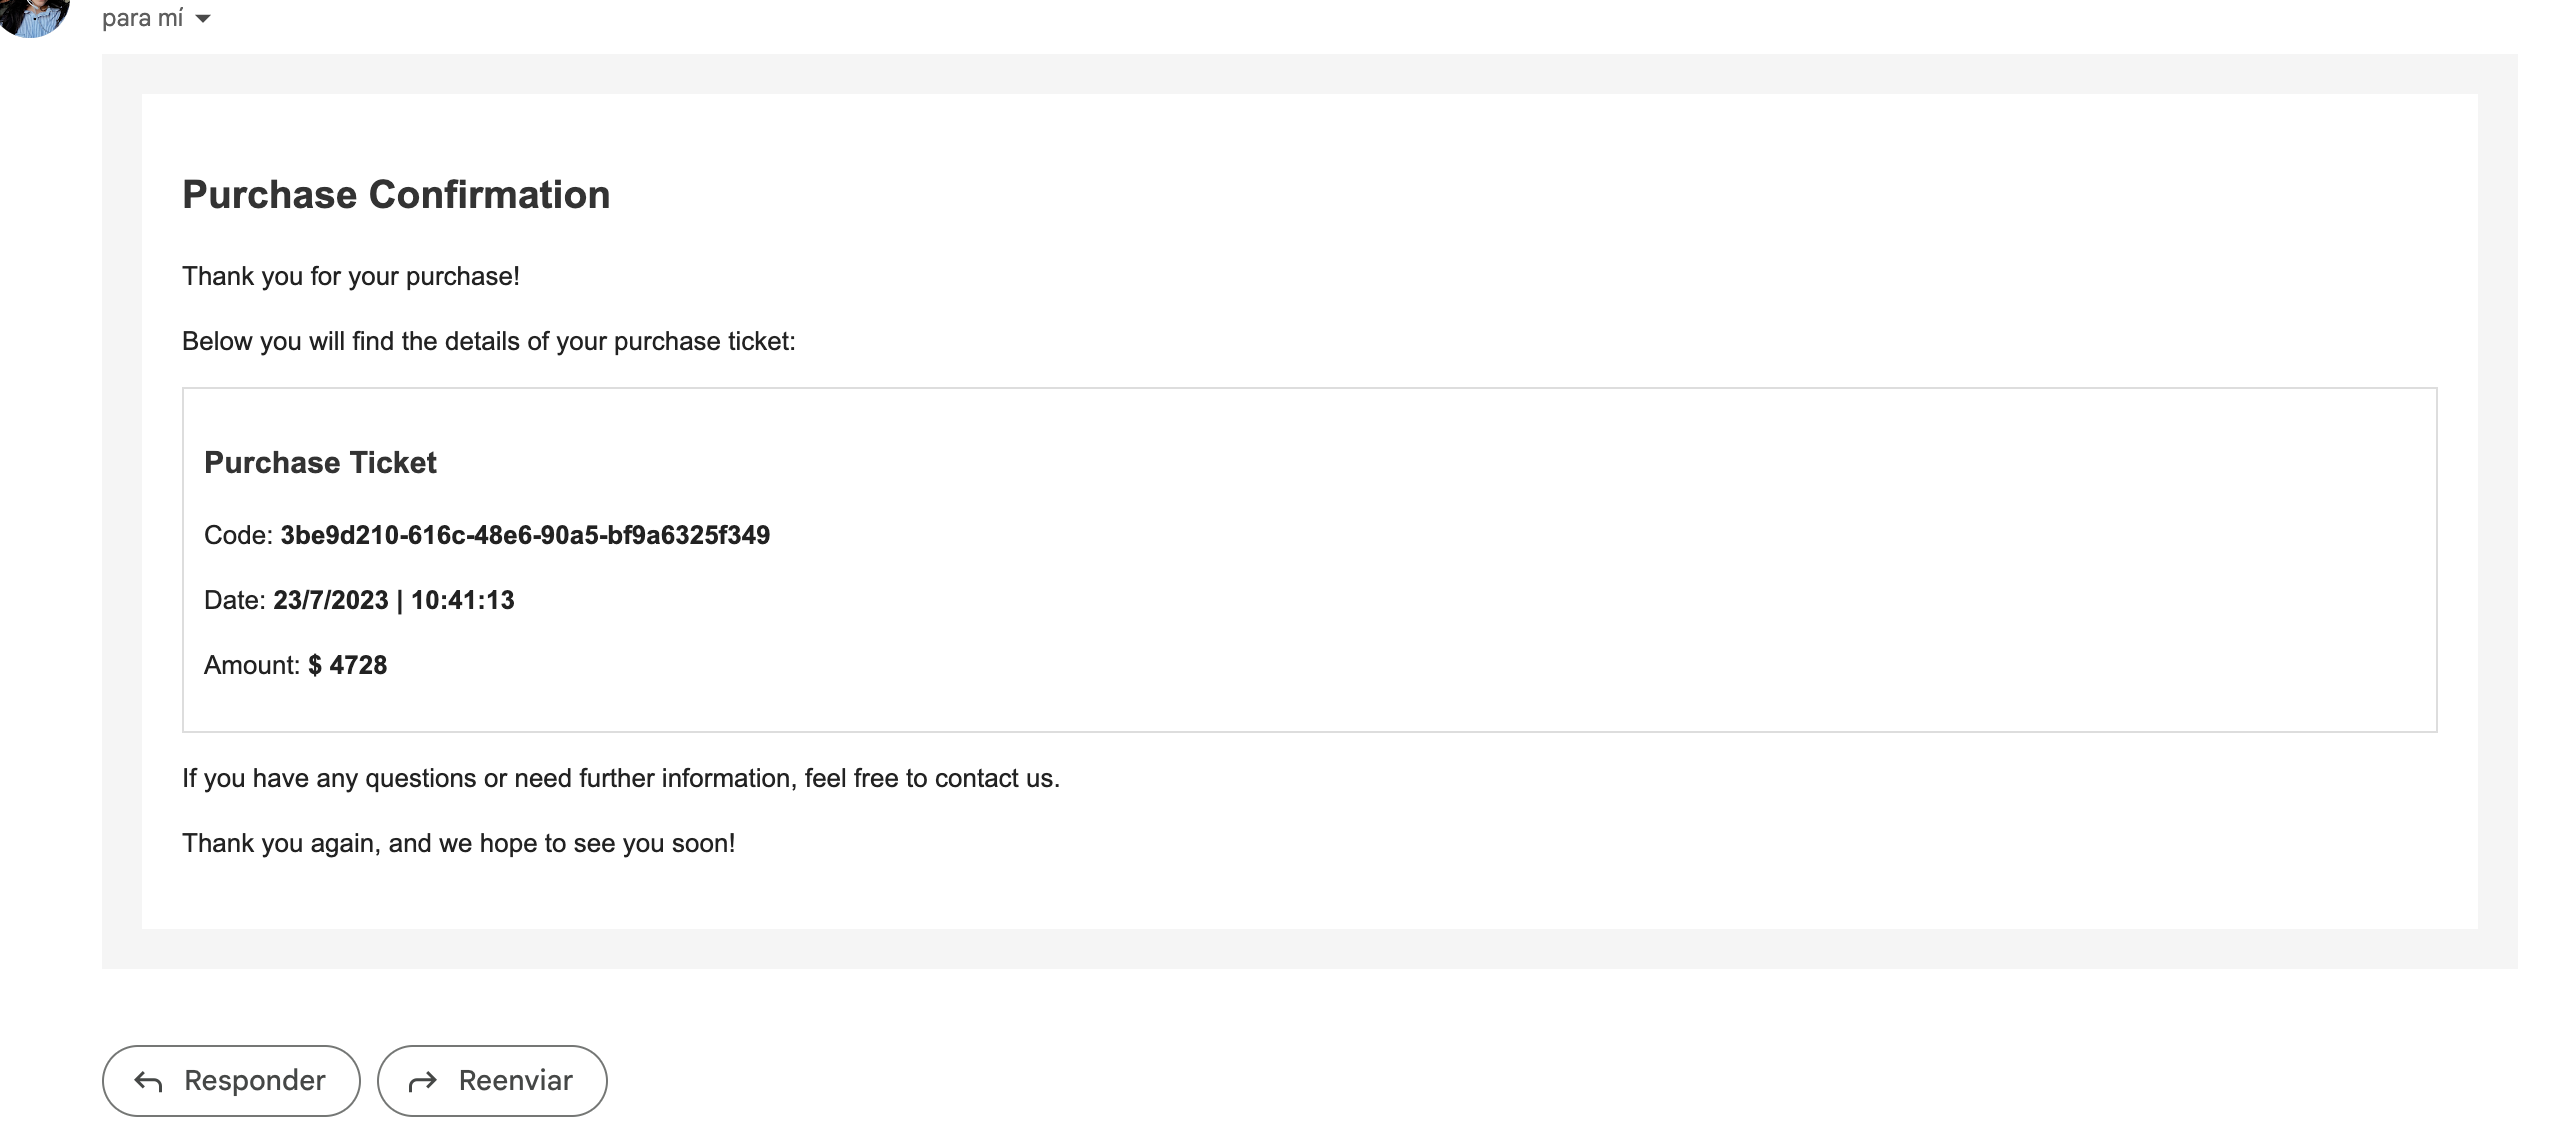 para mí
Purchase Confirmation
Thank you for your purchase!
Below you will find the details of your purchase ticket:
Purchase Ticket
Code: 3be9d210-616c-48e6-90a5-bf9a6325f349
Date: 23/7/2023 | 10:41:13
Amount: $ 4728
If you have any questions or need further information, feel free to contact us.
Thank you again, and we hope to see you soon!
Responder
Reenviar